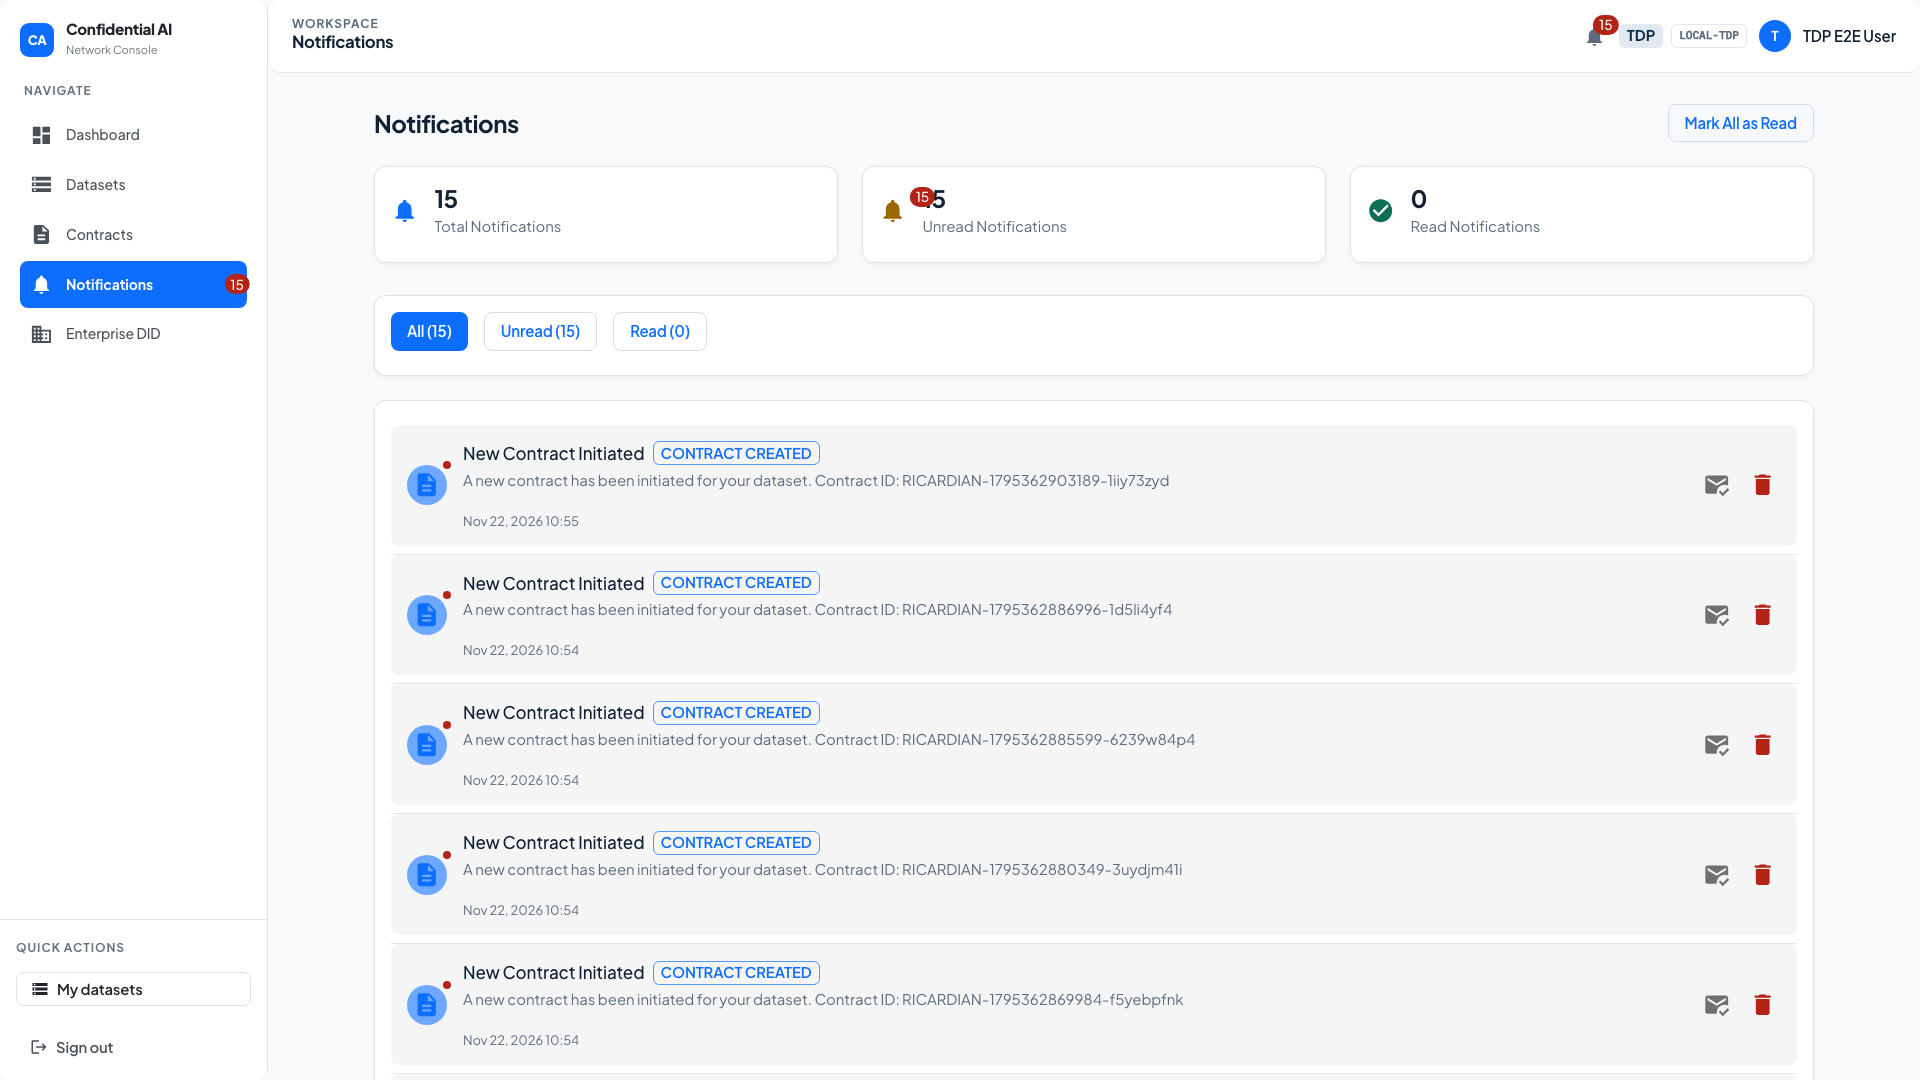 CA
Confidential AI
Network Console
NAVIGATE
Dashboard
Datasets
Contracts
Notifications
15
Enterprise DID
QUICK ACTIONS
My datasets
Sign out
WORKSPACE
Notifications
15
TDP
LOCAL-TDP
T
TDP E2E User
Notifications
Mark All as Read
15
Total Notifications
15
5
Unread Notifications
0
Read Notifications
All (15)
Unread (15)
Read (0)
New Contract Initiated CONTRACT CREATED
A new contract has been initiated for your dataset. Contract ID: RICARDIAN-1795362903189-1iiy73zyd
Nov 22, 2026 10:55
New Contract Initiated CONTRACT CREATED
A new contract has been initiated for your dataset. Contract ID: RICARDIAN-1795362886996-1d5li4yf4
Nov 22, 2026 10:54
New Contract Initiated CONTRACT CREATED
A new contract has been initiated for your dataset. Contract ID: RICARDIAN-1795362885599-6239w84p4
Nov 22, 2026 10:54
New Contract Initiated CONTRACT CREATED
A new contract has been initiated for your dataset. Contract ID: RICARDIAN-1795362880349-3uydjm41i
Nov 22, 2026 10:54
New Contract Initiated CONTRACT CREATED
A new contract has been initiated for your dataset. Contract ID: RICARDIAN-1795362869984-f5yebpfnk
Nov 22, 2026 10:54